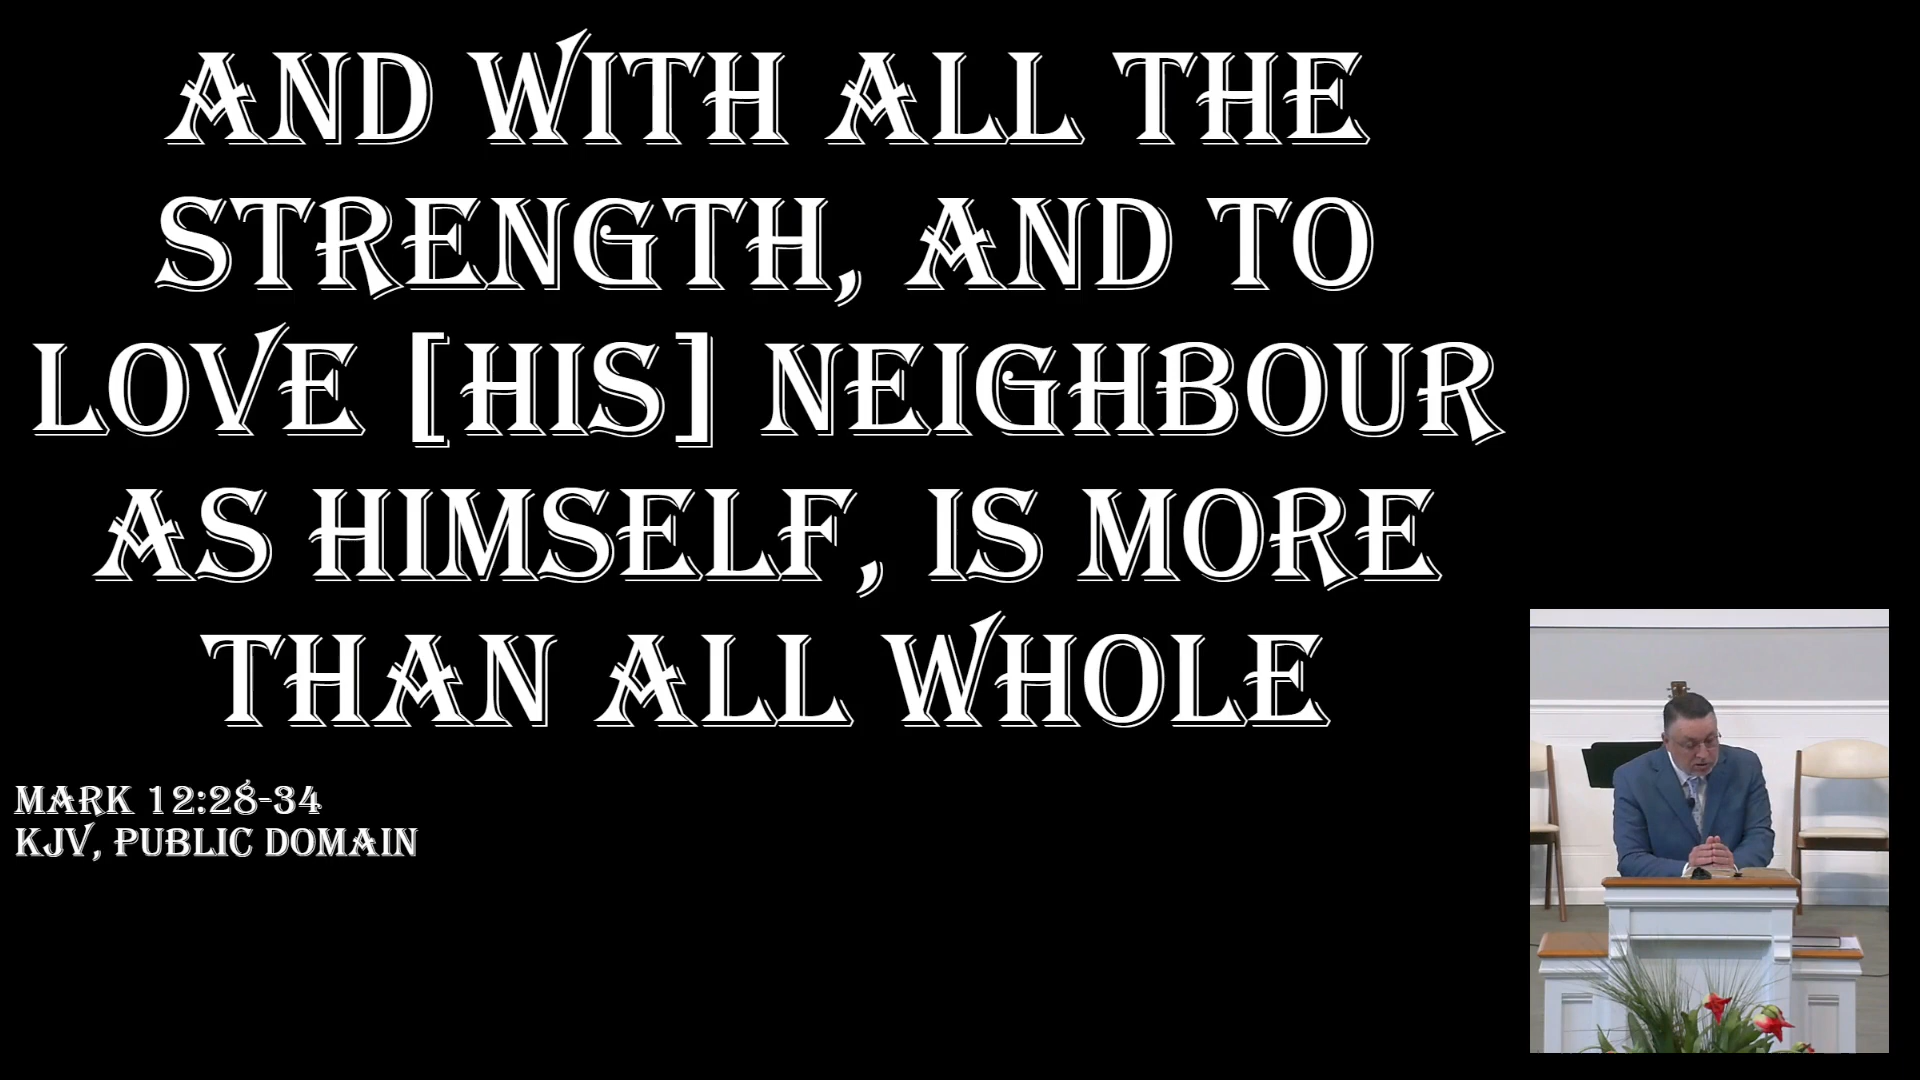 AND WITH ALL THE
STRENGTH, AND TO
LOVE [HIS] NEIGHBOUR
AS HIMSELF, IS MORE
THAN ALL WHOLE
MARK 12:28-34
KJV, PUBLIC DOMAIN